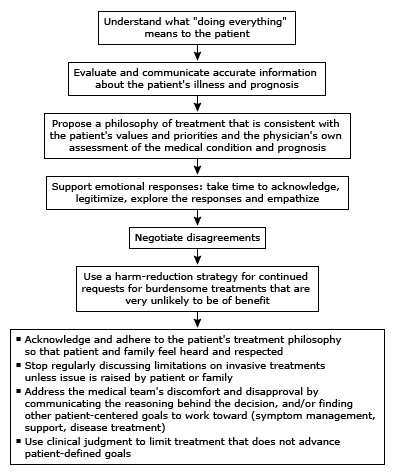 Understand what "doing everything"
means to the patient
Evaluate and communicate accurate information
about the patient's illness and prognosis
Propose a philosophy of treatment that is consistent with
the patient's values and priorities and the physician's own
assessment of the medical condition and prognosis
Support emotional responses: take time to acknowledge,
legitimize, explore the responses and empathize
Negotiate disagreements
Use a harm-reduction strategy for continued
requests for burdensome treatments that are
very unlikely to be of benefit
▪ Acknowledge and adhere to the patient's treatment philosophy
so that patient and family feel heard and respected
▪ Stop regularly discussing limitations on invasive treatments
unless issue is raised by patient or family
▪ Address the medical team's discomfort and disapproval by
communicating the reasoning behind the decision, and/or finding
other patient-centered goals to work toward (symptom management,
support, disease treatment)
▪ Use clinical judgment to limit treatment that does not advance
patient-defined goals